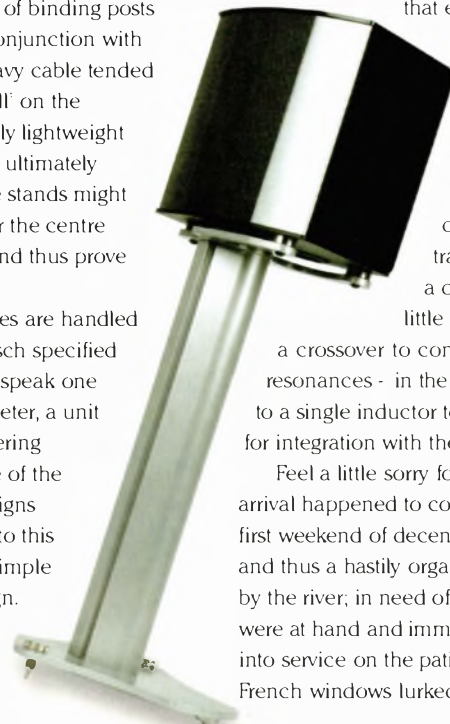 of binding posts
onjunction with
avy cable tended
on the
ly lightweight
ultimately
stands might
r the centre
nd thus prove
es are handled
sch specified
speak one
eter, a unit
ering
e of the
igns
to this
imple
n.
that e
c
tra
a c
little
a crossover to con
resonances - in the
to a single inductor t
for integration with the
Feel a little sorry fo
arrival happened to co
first weekend of decen
and thus a hastily orga
by the river; in need of
were at hand and imm
into service on the pati
French windows lurked